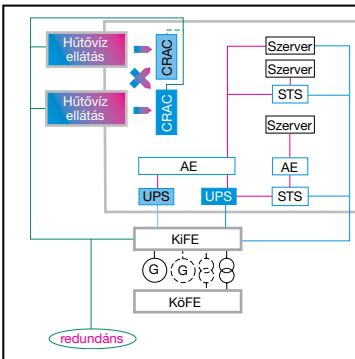 Hűtővíz
ellátás
CRAC
Szerver
Szerver
STS
Hűtővíz
ellátás
CRAC
Szerver
AE
AE
UPS
UPS
STS
KiFE
G
G
KöFE
redundáns